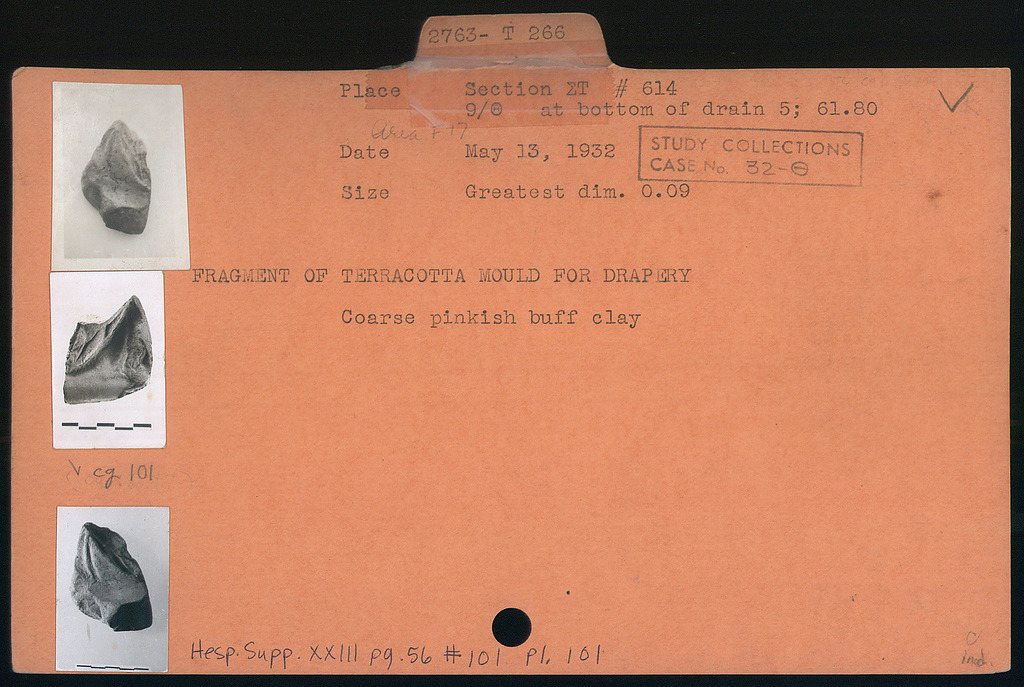 2763- T 266
Place Section ΣT # 614
9/Θ at bottom of drain 5; 61.80
Area F 17
Date May 13, 1932
STUDY COLLECTIONS
CASE No. 32-Θ
Size Greatest dim. 0.09
FRAGMENT OF TERRACOTTA MOULD FOR DRAPERY
Coarse pinkish buff clay
√ cg 101
Hesp. Supp. XXIII pg. 56 #101 pl. 101